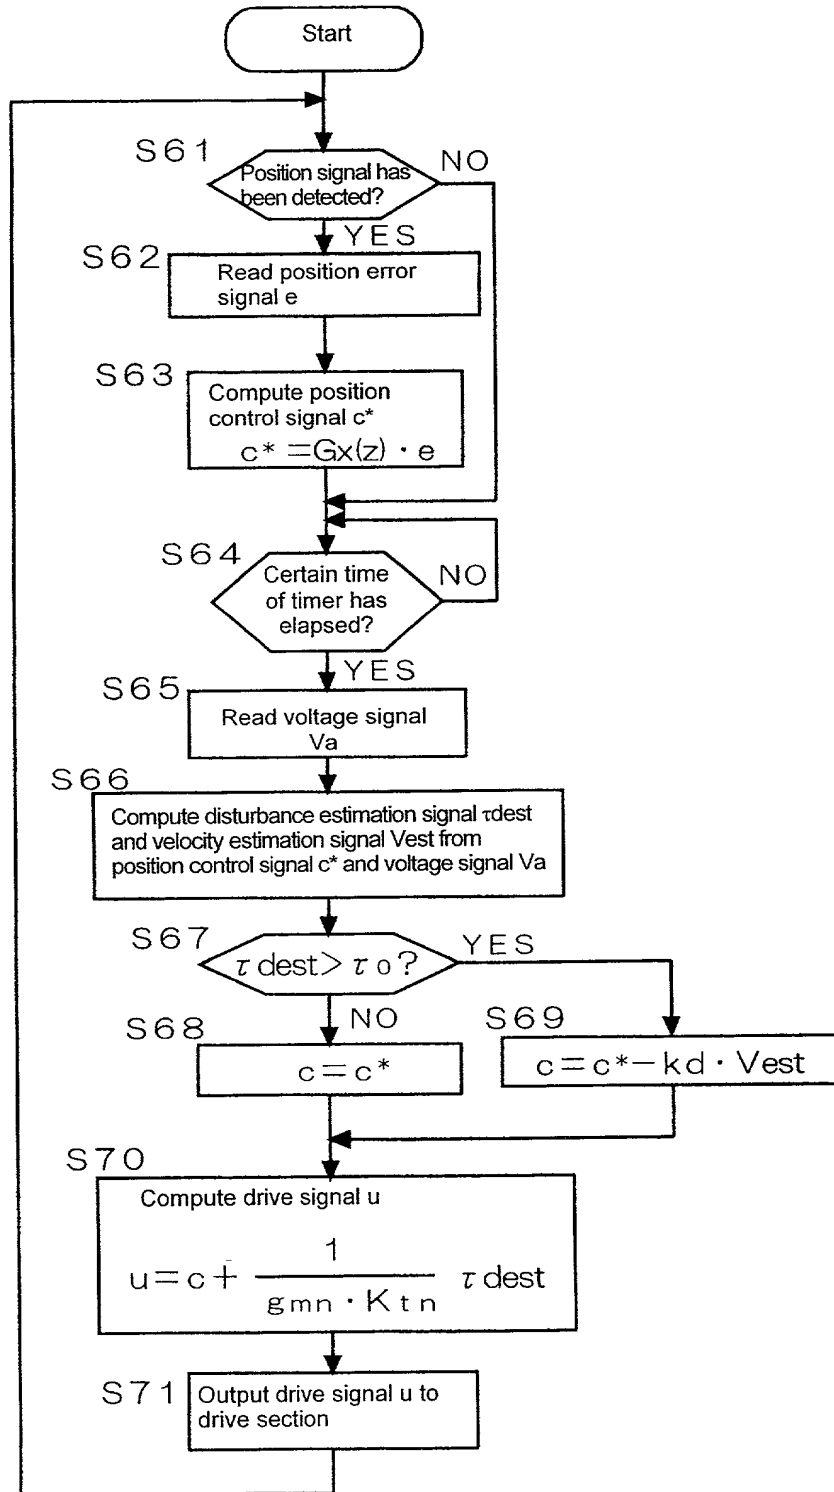 Start
S61
Position signal has
been detected?
NO
YES
S62
Read position error
signal e
S63
Compute position
control signal c*
c* =Gx(z) · e
S64
Certain time
of timer has
elapsed?
NO
YES
S65
Read voltage signal
Va
S66
Compute disturbance estimation signal τdest
and velocity estimation signal Vest from
position control signal c* and voltage signal Va
S67
τ dest> τ o?
YES
NO
S68
c=c*
S69
c=c*-kd · Vest
S70
Compute drive signal u
u=c+ 1 / gmn · Ktn τ dest
S71
Output drive signal u to
drive section